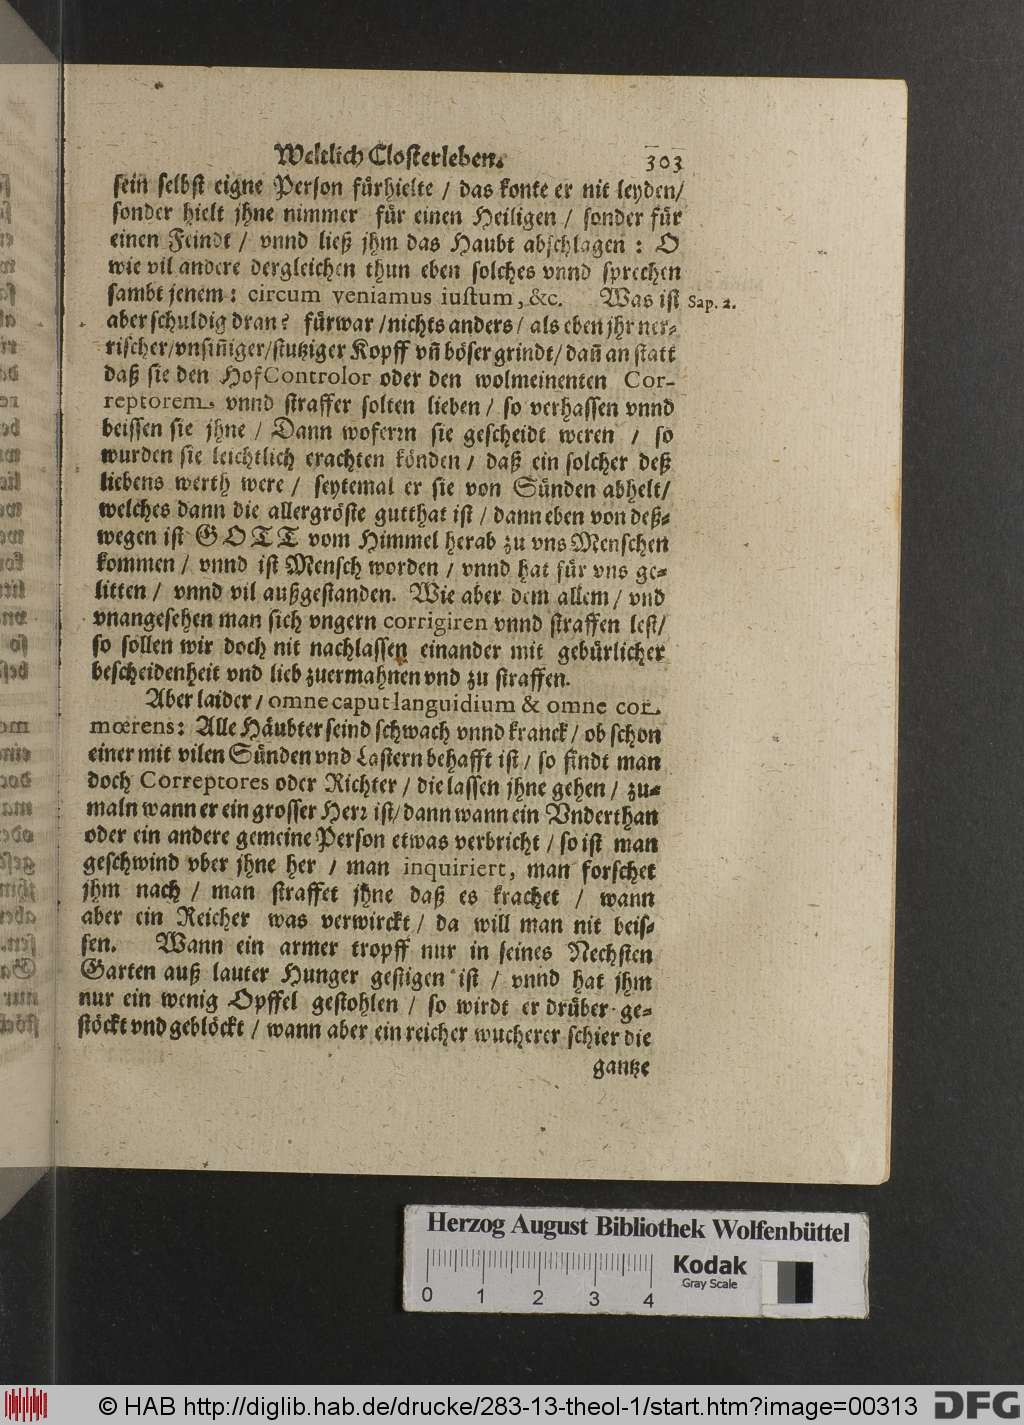 Weltlich Closterleben. 303
sein selbst eigne Person fürhielte / das konte er nit leyden/
sonder hielt jhne nimmer für einen Heiligen / sonder für
einen Feindt / vnnd ließ jhm das Haubt abschlagen : O
wie vil andere dergleichen thun eben solches vnnd sprechen
sambt jenem: circum veniamus iustum, &c. Was ist Sap. 2.
aber schuldig dran? fürwar /nichts anders/ als eben jhr ner-
rischer/vnsiñiger/stutziger Kopff vñ böser grindt/dañ an statt
daß sie den HofControlor oder den wolmeinenten Cor-
reptorem, vnnd straffer solten lieben / so verhassen vnnd
beissen sie jhne / Dann wofernn sie gescheidt weren / so
wurden sie leichtlich erachten könden / daß ein solcher deß
liebens werth were / seytemal er sie von Sünden abhelt/
welches dann die allergröste gutthat ist / dann eben von deß-
wegen ist GOTT vom Himmel herab zu vns Menschen
kommen / vnnd ist Mensch worden / vnnd hat für vns ge-
litten / vnnd vil außgestanden. Wie aber dem allem / vnd
vnangesehen man sich vngern corrigiren vnnd straffen lest/
so sollen wir doch nit nachlassen einander mit gebürlicher
bescheidenheit vnd lieb zuermahnen vnd zu straffen.
Aber laider / omne caput languidium & omne cor
mœrens: Alle Häubter seind schwach vnnd kranck / ob schon
einer mit vilen Sünden vnd Lastern behafft ist / so findt man
doch Correptores oder Richter / die lassen jhne gehen / zu-
maln wann er ein grosser Herr ist/ dann wann ein Vnderthan
oder ein andere gemeine Person etwas verbricht / so ist man
geschwind vber jhne her / man inquiriert, man forschet
jhm nach / man straffet jhne daß es krachet / wann
aber ein Reicher was verwirckt / da will man nit beis-
sen. Wann ein armer tropff nur in seines Nechsten
Garten auß lauter Hunger gestigen ist / vnnd hat jhm
nur ein wenig Opffel gestohlen / so wirdt er drüber ge-
stöckt vnd geblöckt / wann aber ein reicher wucherer schier die
gantze
Herzog August Bibliothek Wolfenbüttel
Kodak
Gray Scale
0 1 2 3 4
© HAB http://diglib.hab.de/drucke/283-13-theol-1/start.htm?image=00313
DFG